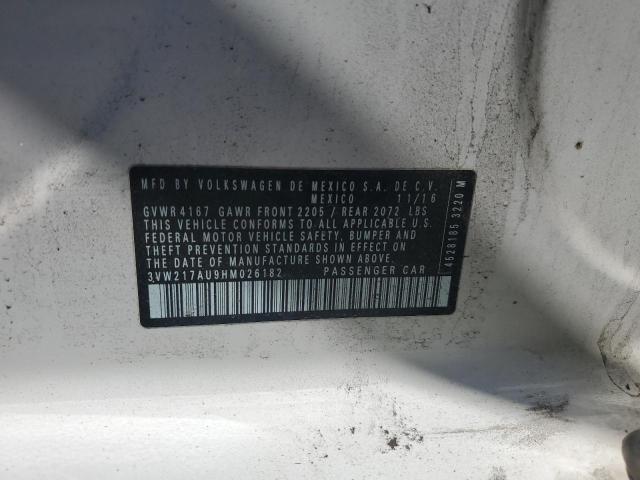 MFD BY VOLKSWAGEN DE MEXICO S.A. DE C.V.
MEXICO 11/16
GVWR 4167 GAWR FRONT 2205 / REAR 2072 LBS
THIS VEHICLE CONFORMS TO ALL APPLICABLE U.S.
FEDERAL MOTOR VEHICLE SAFETY, BUMPER AND
THEFT PREVENTION STANDARDS IN EFFECT ON
THE DATE OF MANUFACTURE SHOWN ABOVE.
3VW217AU9HM026182 PASSENGER CAR
4528185 3220 M